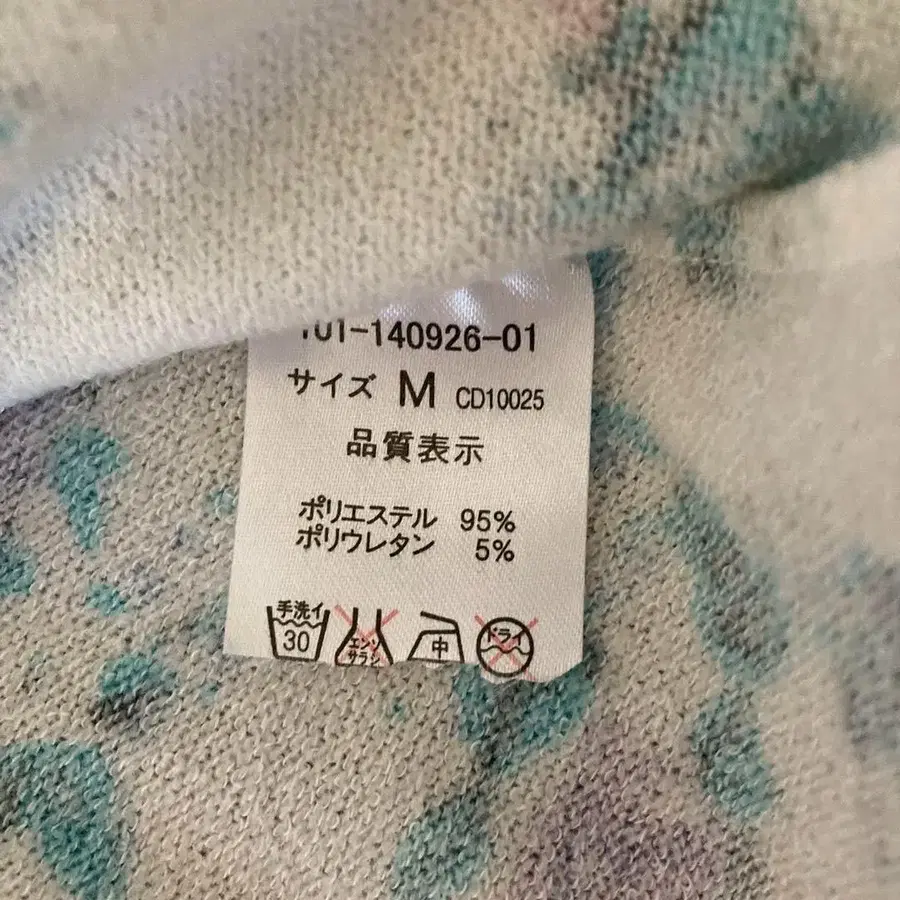 101-140926-01
サイズ M CD10025
品質表示
ポリエステル 95%
ポリウレタン 5%
手洗イ 30 エンソ サラシ 中 ドライ